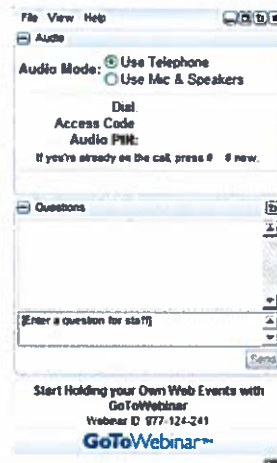 File View Help
Audio
Audio Mode: Use Telephone
Use Mic & Speakers
Dial:
Access Code
Audio PIN:
If you're already on the call, press # # now.
Questions
[Enter a question for staff]
Send
Start Holding your Own Web Events with
GoToWebinar
Webinar ID 977-124-241
GoToWebinar™